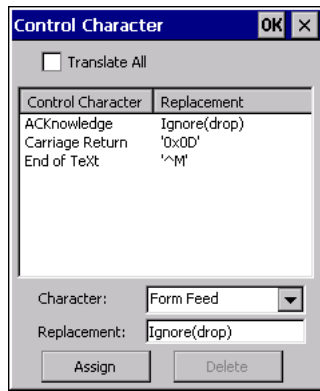 Control Character OK ×
Translate All
Control Character Replacement
ACKnowledge Ignore(drop)
Carriage Return '0x0D'
End of TeXt '^M'
Character: Form Feed
Replacement: Ignore(drop)
Assign Delete